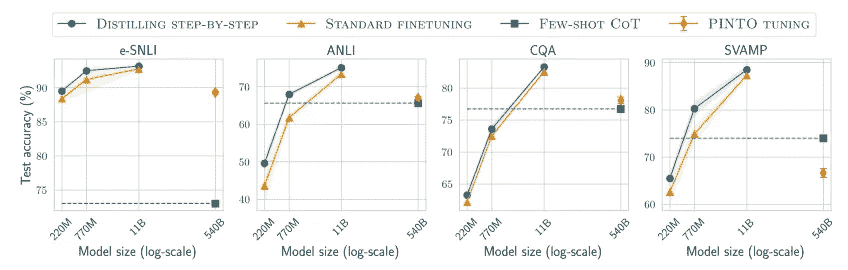 DISTILLING STEP-BY-STEP STANDARD FINETUNING FEW-SHOT COT PINTO TUNING
e-SNLI ANLI CQA SVAMP
Test accuracy (%)
90
85
80
75
220M 770M 11B 540B
Model size (log-scale)
70
60
50
40
220M 770M 11B 540B
Model size (log-scale)
80
75
70
65
220M 770M 11B 540B
Model size (log-scale)
90
80
70
60
220M 770M 11B 540B
Model size (log-scale)